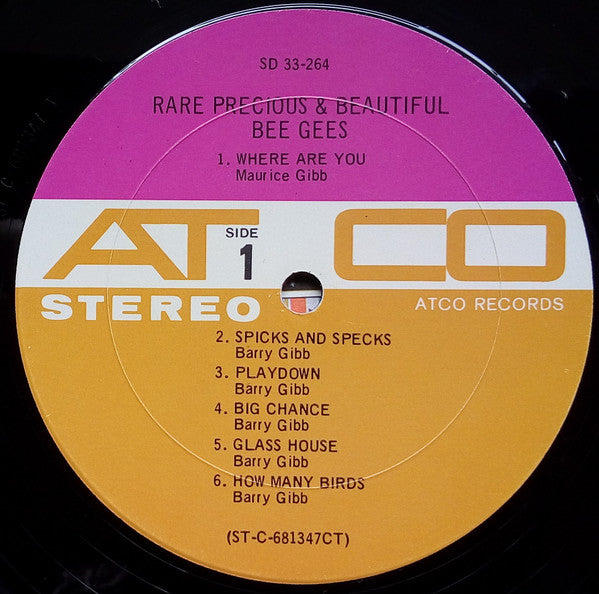 SD 33-264
RARE PRECIOUS & BEAUTIFUL
BEE GEES
1. WHERE ARE YOU
Maurice Gibb
ATCO
SIDE
1
STEREO
ATCO RECORDS
2. SPICKS AND SPECKS
Barry Gibb
3. PLAYDOWN
Barry Gibb
4. BIG CHANCE
Barry Gibb
5. GLASS HOUSE
Barry Gibb
6. HOW MANY BIRDS
Barry Gibb
(ST-C-681347CT)